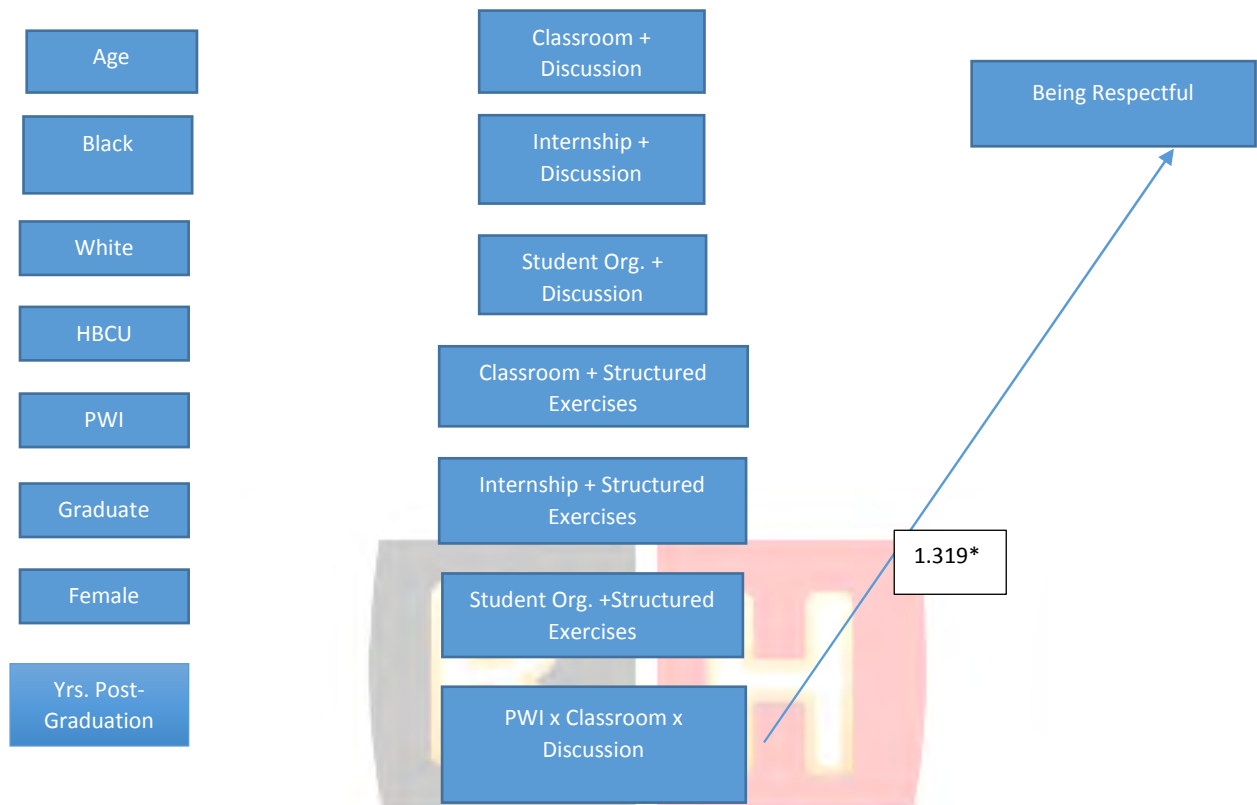 Age
Black
White
HBCU
PWI
Graduate
Female
Yrs. Post-
Graduation
Classroom +
Discussion
Internship +
Discussion
Student Org. +
Discussion
Classroom + Structured
Exercises
Internship + Structured
Exercises
Student Org. +Structured
Exercises
PWI x Classroom x
Discussion
Being Respectful
1.319*